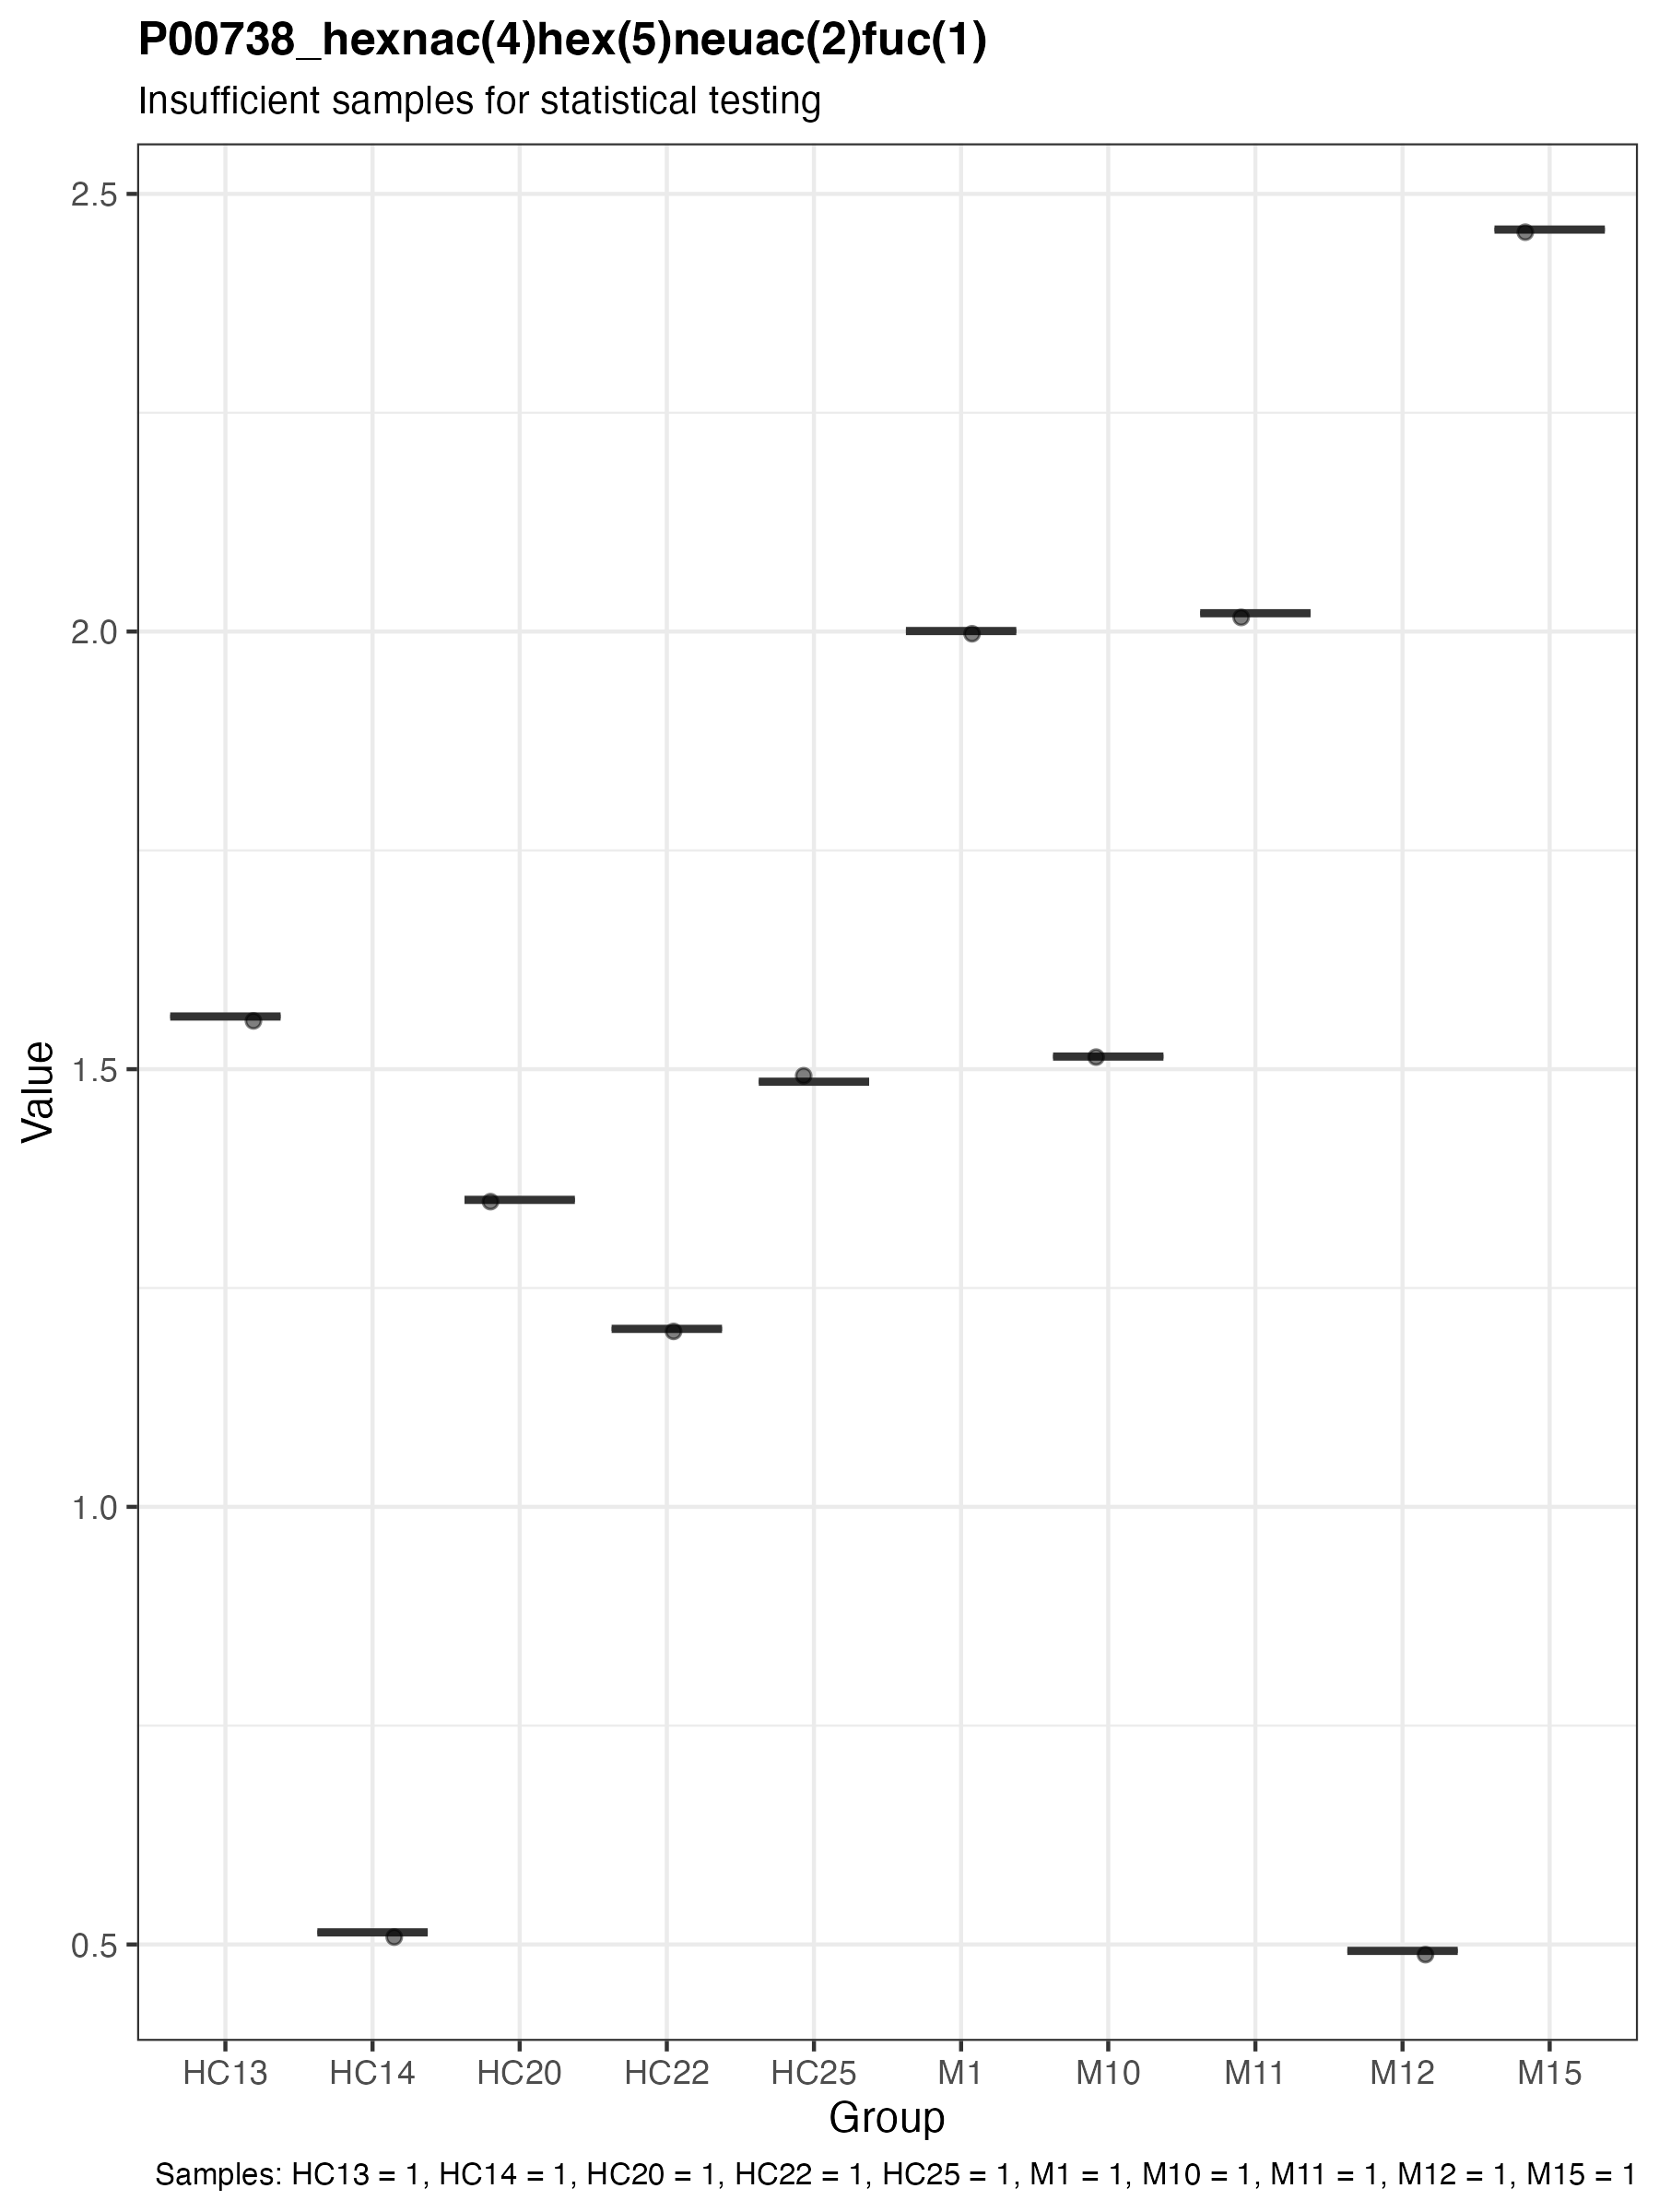 P00738_hexnac(4)hex(5)neuac(2)fuc(1)
Insufficient samples for statistical testing
2.5
2.0
1.5
1.0
0.5
Value
HC13 HC14 HC20 HC22 HC25 M1 M10 M11 M12 M15
Group
Samples: HC13 = 1, HC14 = 1, HC20 = 1, HC22 = 1, HC25 = 1, M1 = 1, M10 = 1, M11 = 1, M12 = 1, M15 = 1